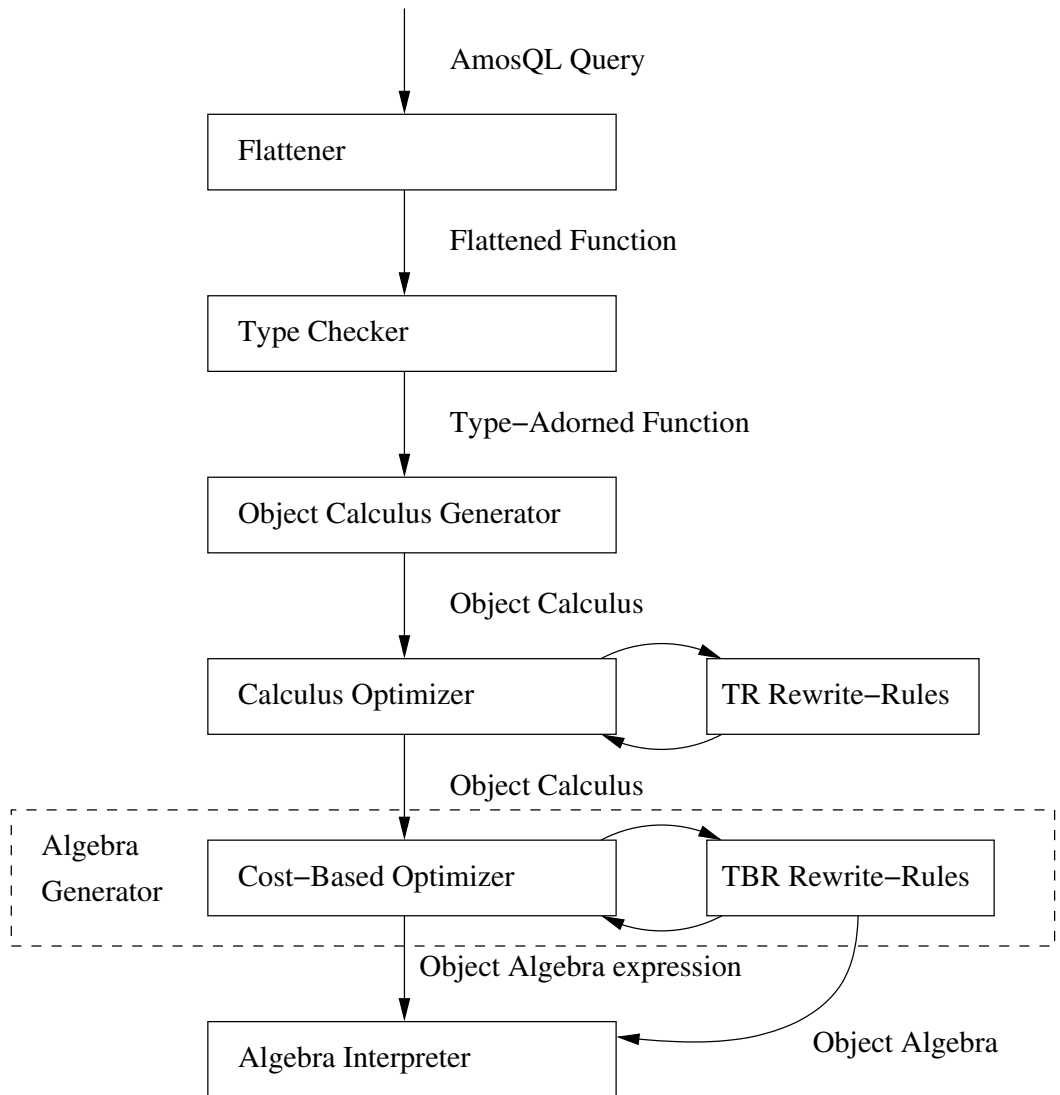 AmosQL Query
Flattener
Flattened Function
Type Checker
Type−Adorned Function
Object Calculus Generator
Object Calculus
Calculus Optimizer
TR Rewrite−Rules
Object Calculus
Algebra
Generator
Cost−Based Optimizer
TBR Rewrite−Rules
Object Algebra expression
Object Algebra
Algebra Interpreter